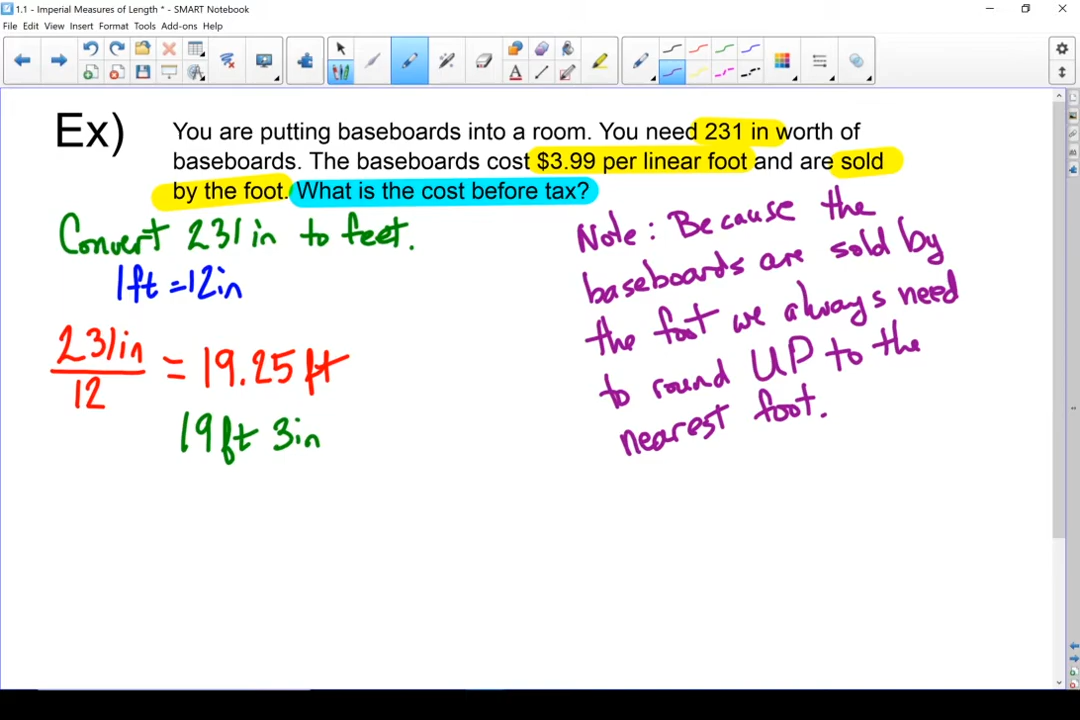 1.1 - Imperial Measures of Length * - SMART Notebook
File Edit View Insert Format Tools Add-ons Help
Ex)
You are putting baseboards into a room. You need 231 in worth of
baseboards. The baseboards cost $3.99 per linear foot and are sold
by the foot. What is the cost before tax?
Convert 231 in to feet.
1ft = 12in
231in
12
= 19.25 ft
19ft 3in
Note: Because the
baseboards are sold by
the foot we always need
to round UP to the
nearest foot.